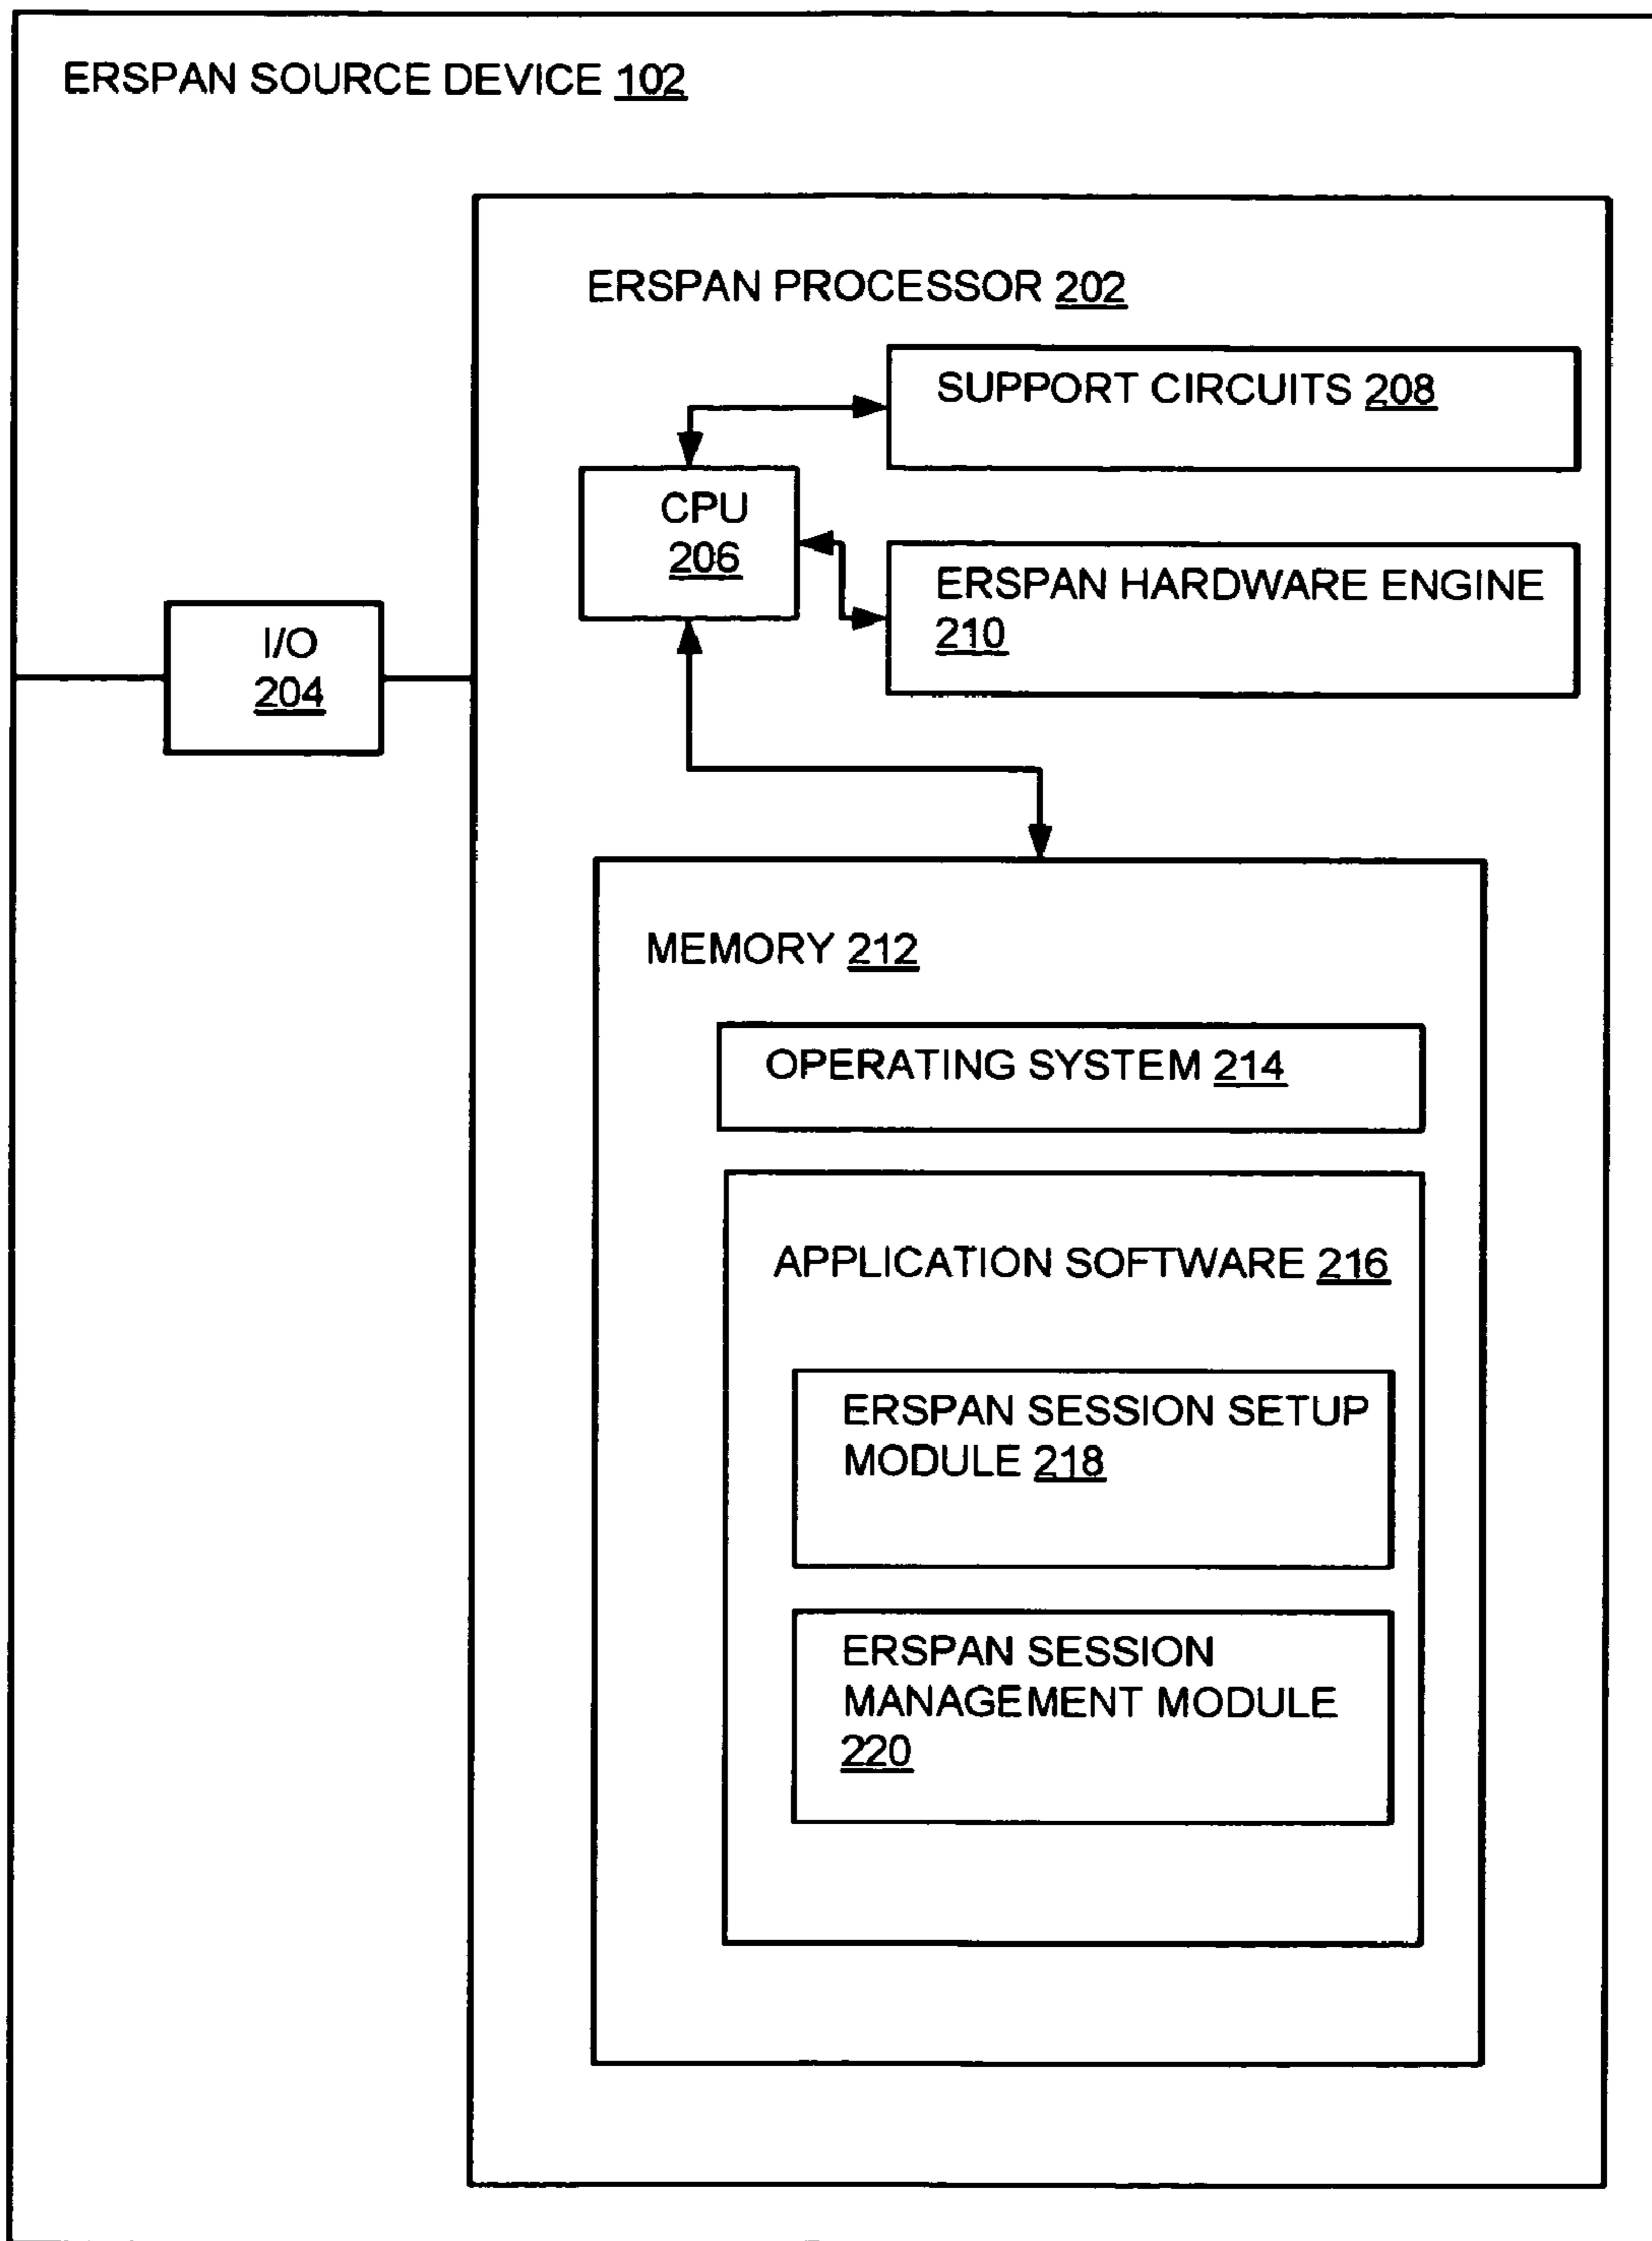 ERSPAN SOURCE DEVICE 102
ERSPAN PROCESSOR 202
SUPPORT CIRCUITS 208
CPU
206
ERSPAN HARDWARE ENGINE
210
I/O
204
MEMORY 212
OPERATING SYSTEM 214
APPLICATION SOFTWARE 216
ERSPAN SESSION SETUP
MODULE 218
ERSPAN SESSION
MANAGEMENT MODULE
220